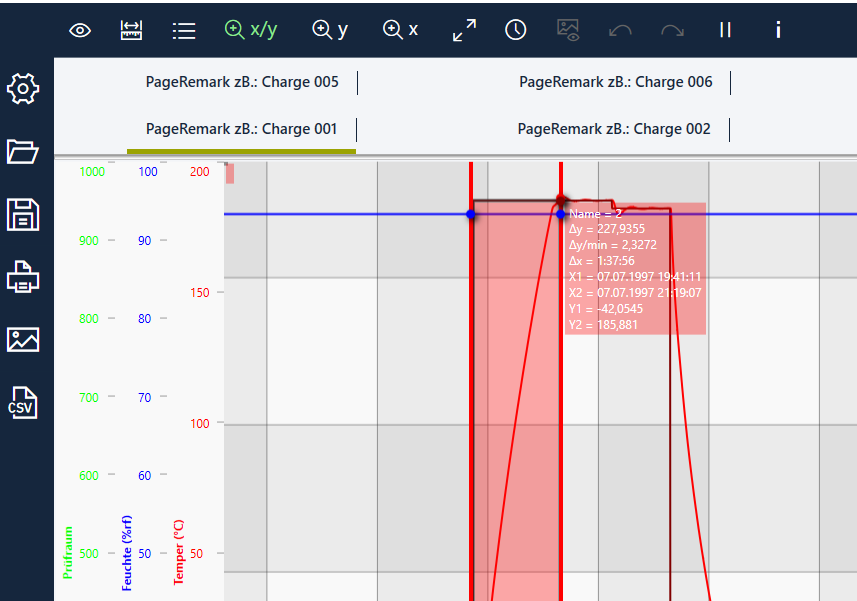 x/y
y
x
i
PageRemark zB.: Charge 005
PageRemark zB.: Charge 006
PageRemark zB.: Charge 001
PageRemark zB.: Charge 002
1000
100
200
900
90
150
800
80
700
70
100
600
60
500
50
50
Prüfraum
Feuchte (%rf)
Temper (°C)
Name = 2
Δy = 227,9355
Δy/min = 2,3272
Δx = 1:37:56
X1 = 07.07.1997 19:41:11
X2 = 07.07.1997 21:19:07
Y1 = -42,0545
Y2 = 185,881
CSV